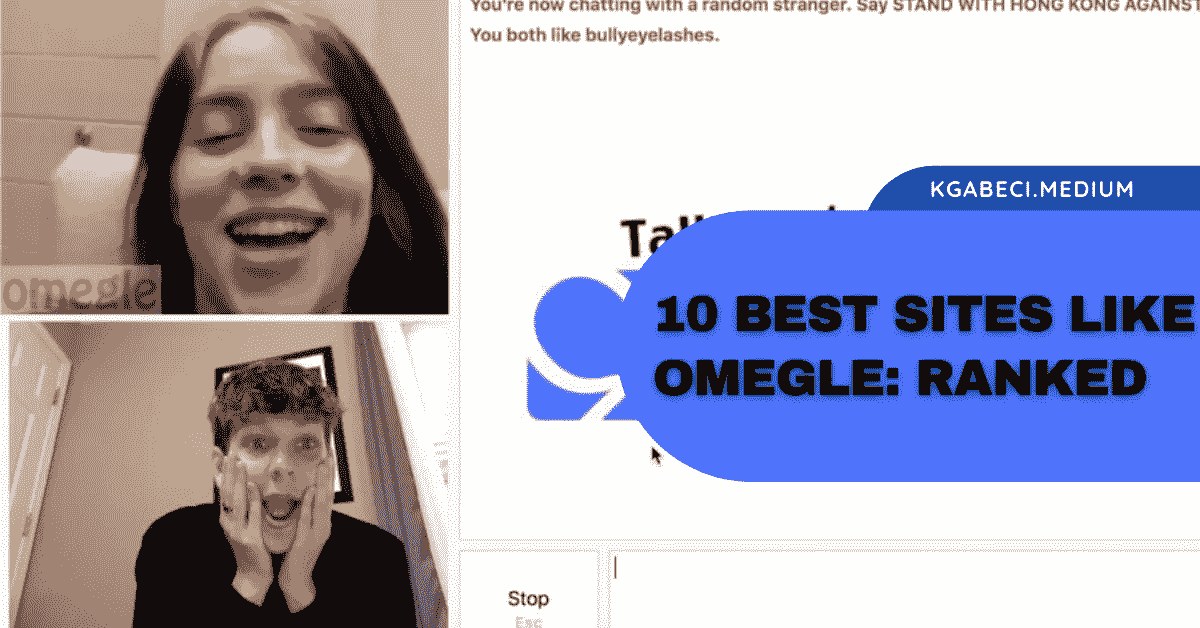 You're now chatting with a random stranger. Say STAND WITH HONG KONG AGAINST
You both like bullyeyelashes.
KGABECI.MEDIUM
Tal
10 BEST SITES LIKE
OMEGLE: RANKED
omegle
Stop
Esc